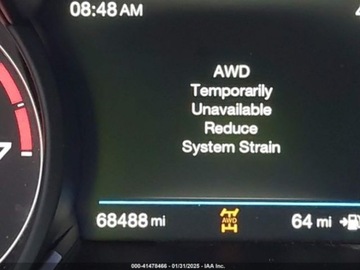 08:48 AM
AWD
Temporarily
Unavailable
Reduce
System Strain
68488 mi
AWD
64 mi
000-41478466 - 01/31/2025 - IAA Inc.